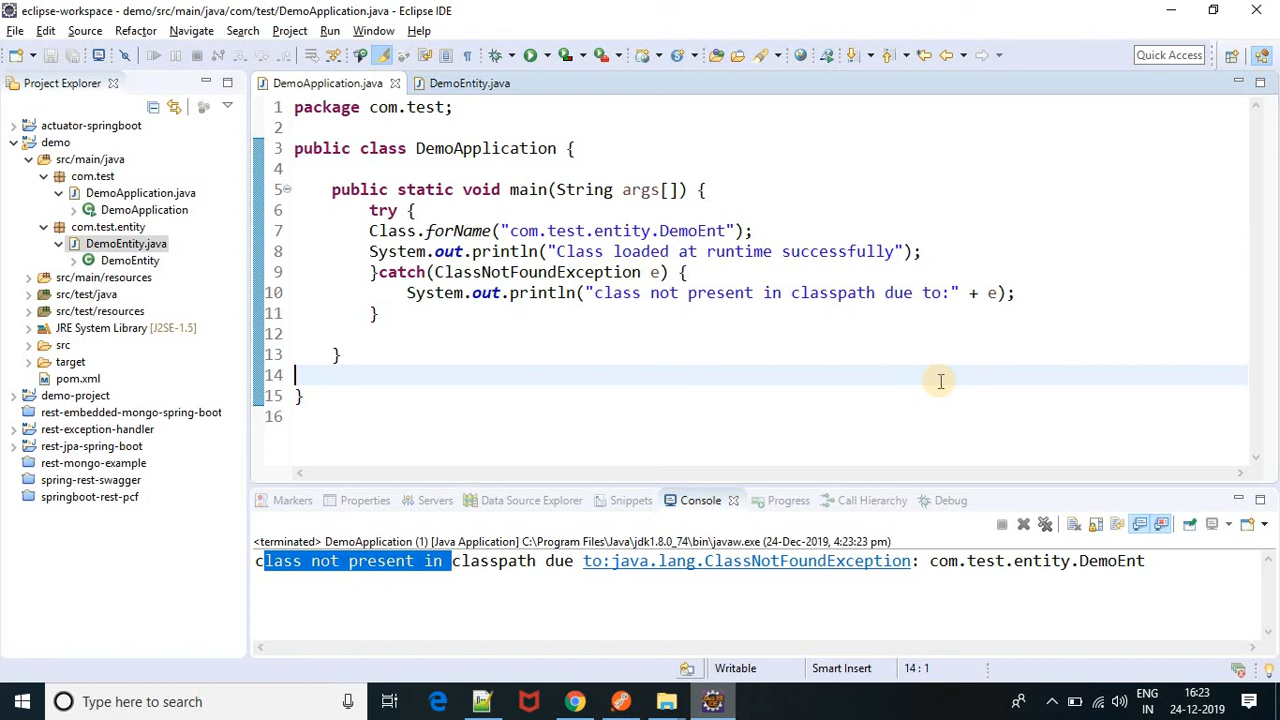 eclipse-workspace - demo/src/main/java/com/test/DemoApplication.java - Eclipse IDE
File Edit Source Refactor Navigate Search Project Run Window Help
Quick Access
Project Explorer
actuator-springboot
demo
src/main/java
com.test
DemoApplication.java
DemoApplication
com.test.entity
DemoEntity.java
DemoEntity
src/main/resources
src/test/java
src/test/resources
JRE System Library [J2SE-1.5]
src
target
pom.xml
demo-project
rest-embedded-mongo-spring-boot
rest-exception-handler
rest-jpa-spring-boot
rest-mongo-example
spring-rest-swagger
springboot-rest-pcf
DemoApplication.java DemoEntity.java
1 package com.test;
2
3 public class DemoApplication {
4
5 public static void main(String args[]) {
6 try {
7 Class.forName("com.test.entity.DemoEnt");
8 System.out.println("Class loaded at runtime successfully");
9 }catch(ClassNotFoundException e) {
10 System.out.println("class not present in classpath due to:" + e);
11 }
12
13 }
14
15 }
16
Markers Properties Servers Data Source Explorer Snippets Console Progress Call Hierarchy Debug
<terminated> DemoApplication (1) [Java Application] C:\Program Files\Java\jdk1.8.0_74\bin\javaw.exe (24-Dec-2019, 4:23:23 pm)
class not present in classpath due to:java.lang.ClassNotFoundException: com.test.entity.DemoEnt
Writable Smart Insert 14 : 1
Type here to search
ENG
IN
16:23
24-12-2019